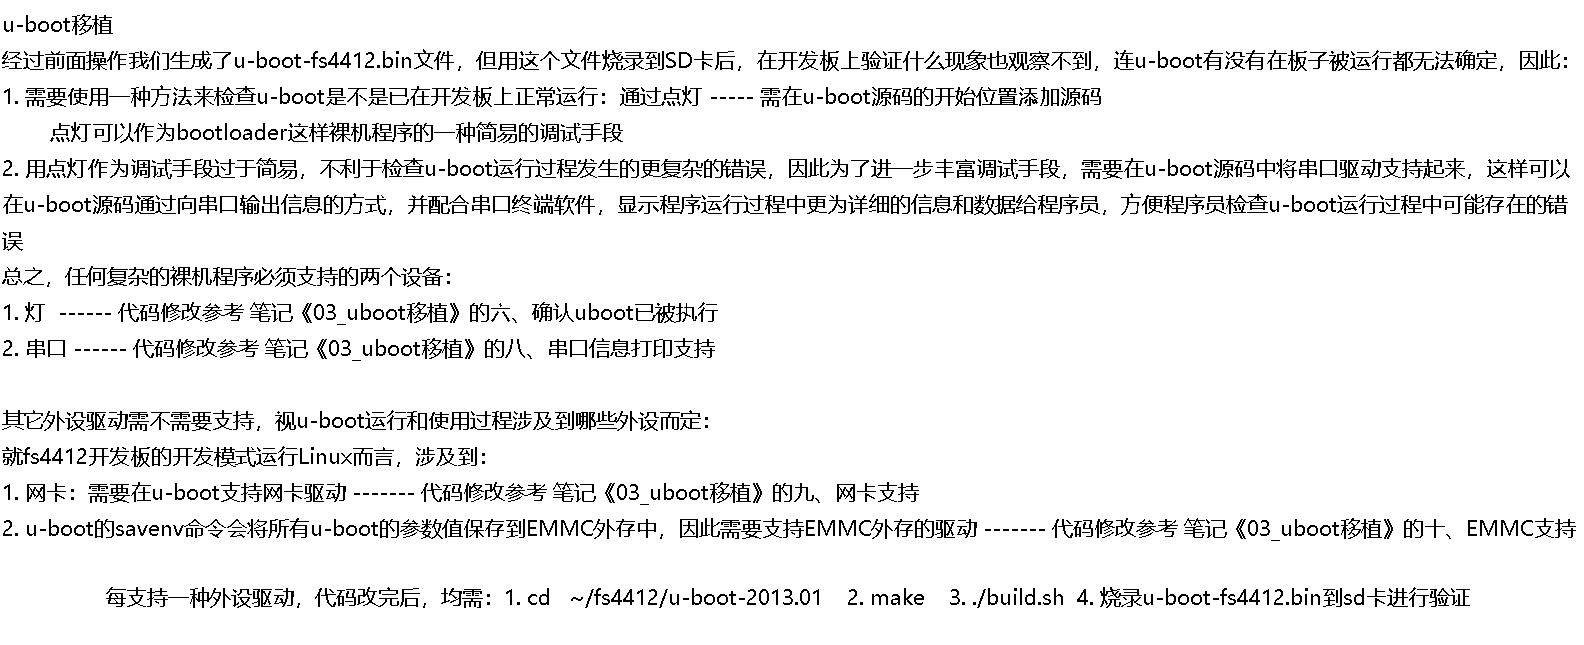 u-boot移植
经过前面操作我们生成了u-boot-fs4412.bin文件，但用这个文件烧录到SD卡后，在开发板上验证什么现象也观察不到，连u-boot有没有在板子被运行都无法确定，因此：
1. 需要使用一种方法来检查u-boot是不是已在开发板上正常运行：通过点灯 ----- 需在u-boot源码的开始位置添加源码
点灯可以作为bootloader这样裸机程序的一种简易的调试手段
2. 用点灯作为调试手段过于简易，不利于检查u-boot运行过程发生的更复杂的错误，因此为了进一步丰富调试手段，需要在u-boot源码中将串口驱动支持起来，这样可以
在u-boot源码通过向串口输出信息的方式，并配合串口终端软件，显示程序运行过程中更为详细的信息和数据给程序员，方便程序员检查u-boot运行过程中可能存在的错
误
总之，任何复杂的裸机程序必须支持的两个设备：
1. 灯 ------ 代码修改参考 笔记《03_uboot移植》的六、确认uboot已被执行
2. 串口 ------ 代码修改参考 笔记《03_uboot移植》的八、串口信息打印支持
其它外设驱动需不需要支持，视u-boot运行和使用过程涉及到哪些外设而定：
就fs4412开发板的开发模式运行Linux而言，涉及到：
1. 网卡：需要在u-boot支持网卡驱动 ------- 代码修改参考 笔记《03_uboot移植》的九、网卡支持
2. u-boot的savenv命令会将所有u-boot的参数值保存到EMMC外存中，因此需要支持EMMC外存的驱动 ------- 代码修改参考 笔记《03_uboot移植》的十、EMMC支持
每支持一种外设驱动，代码改完后，均需：1. cd ~/fs4412/u-boot-2013.01 2. make 3. ./build.sh 4. 烧录u-boot-fs4412.bin到sd卡进行验证